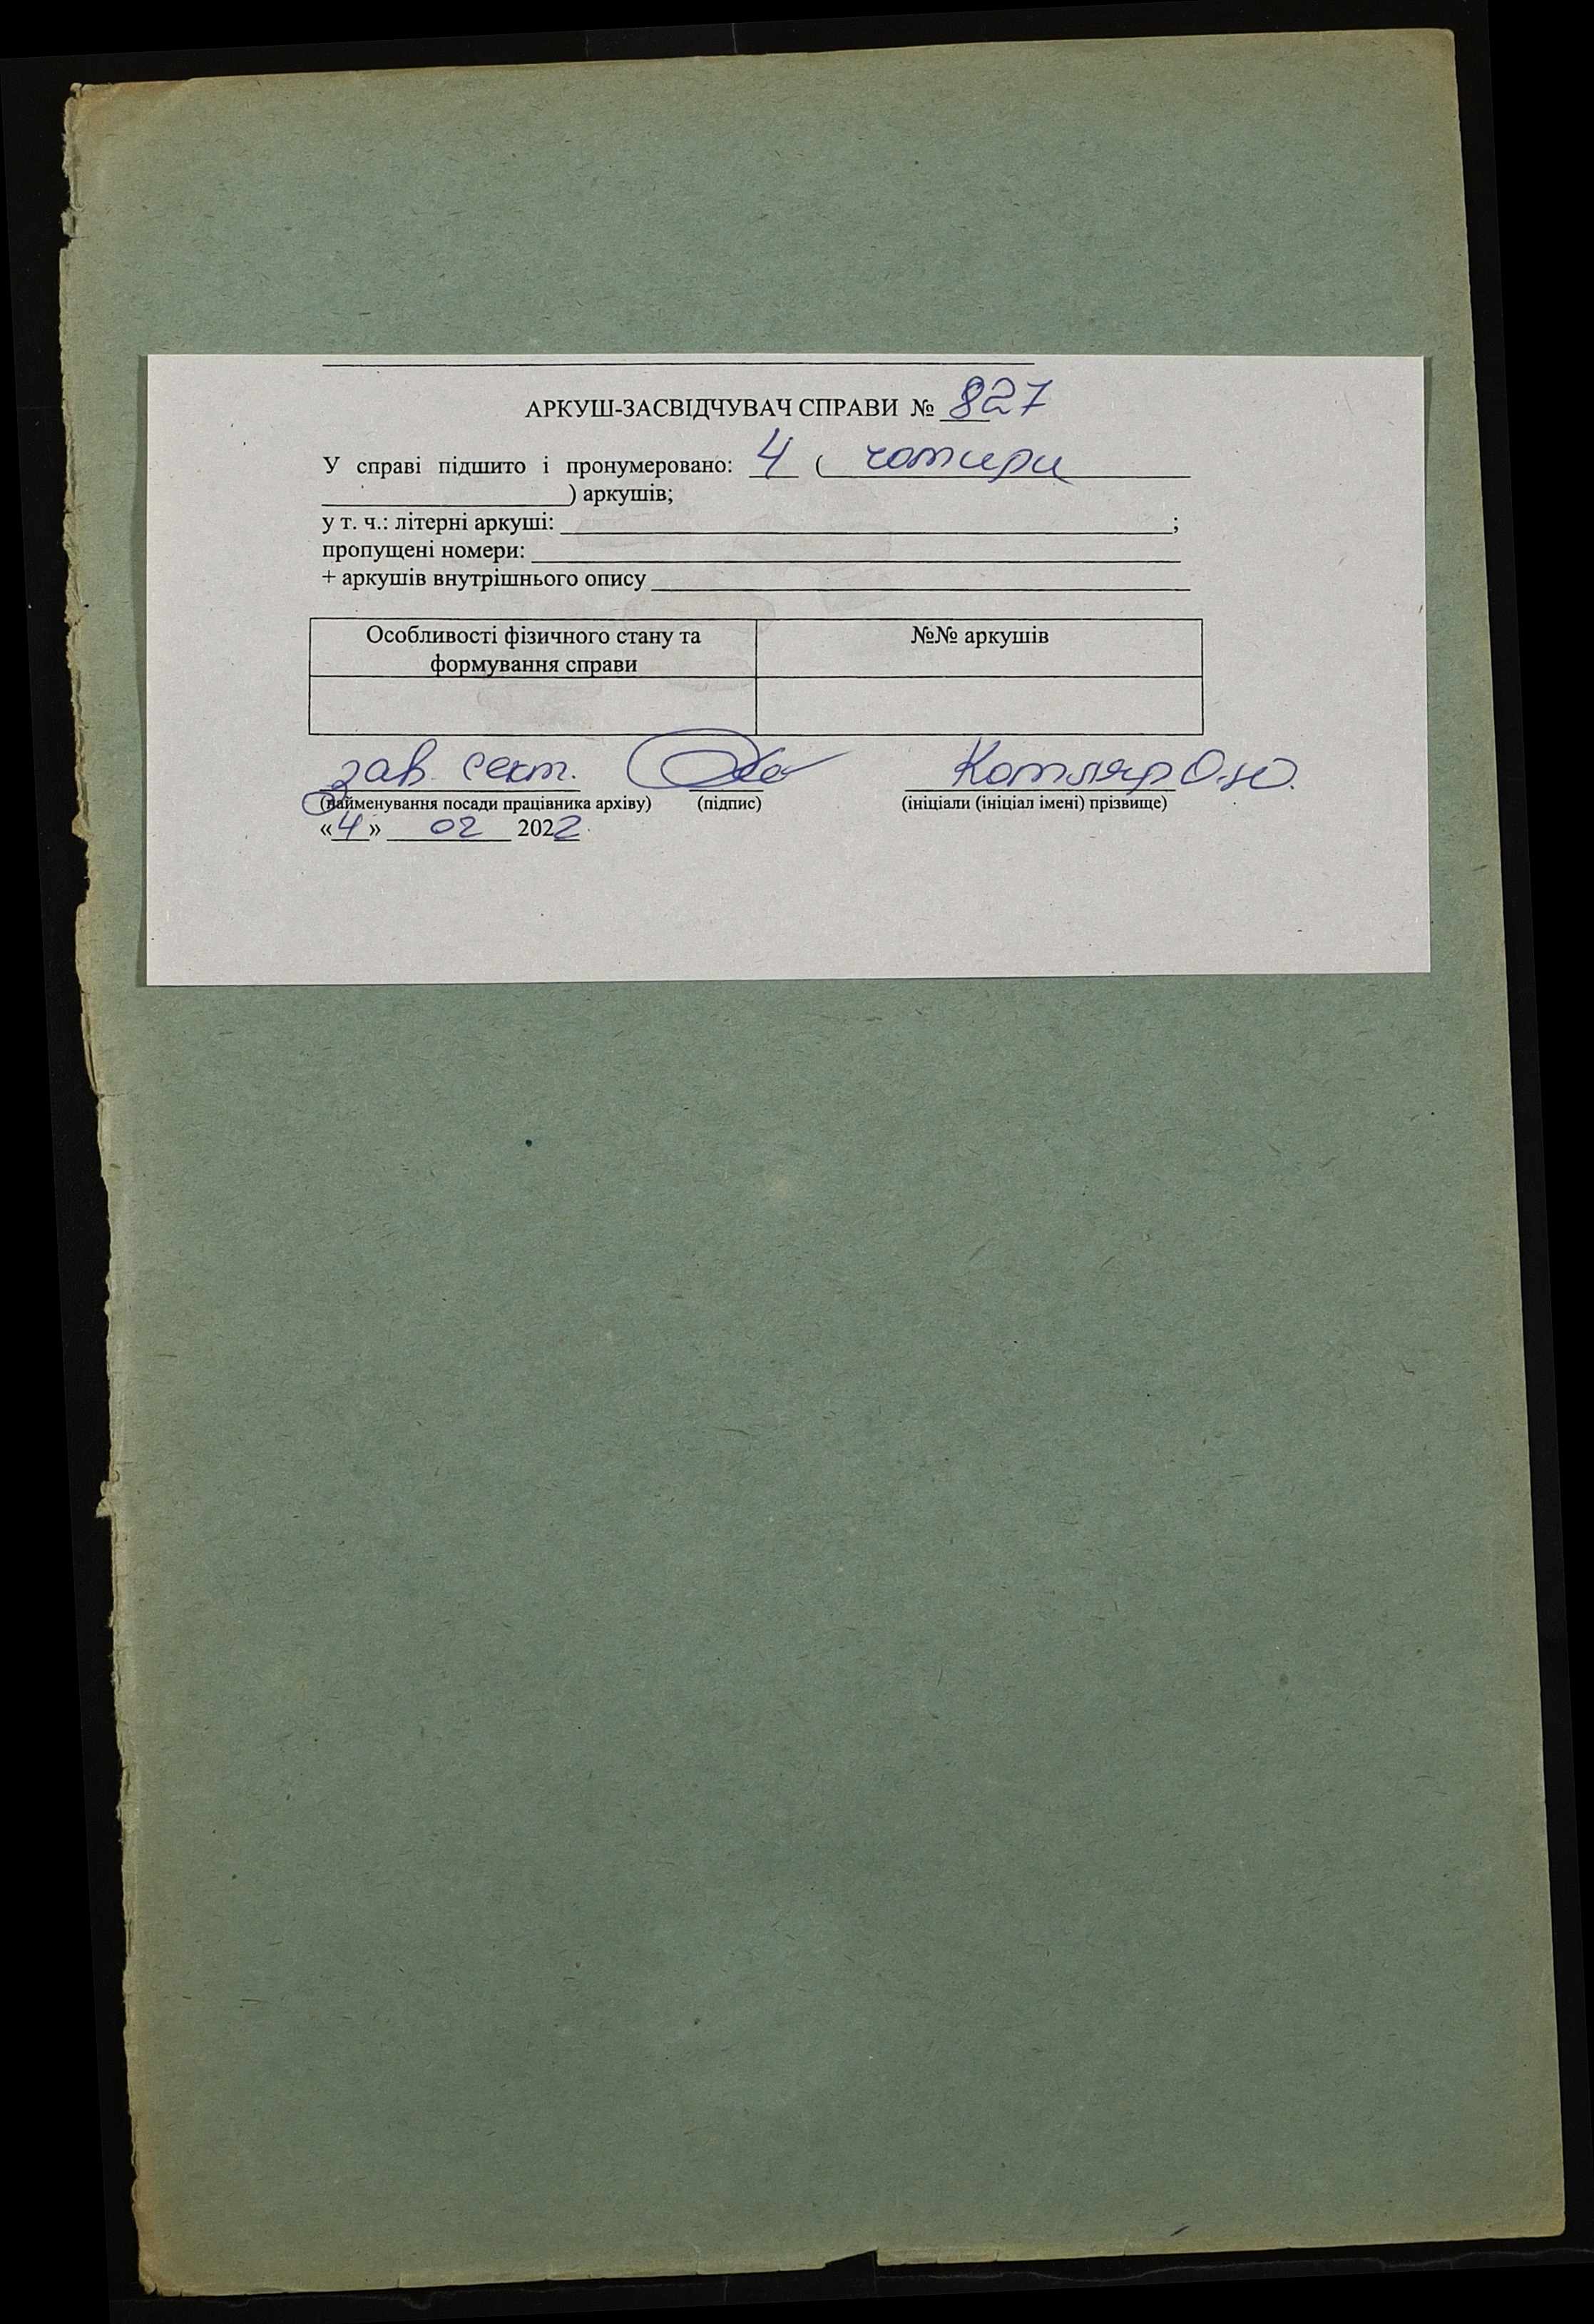 АРКУШ-ЗАСВІДЧУВАЧ СПРАВИ № 827
У справі підшито і пронумеровано: 4 ( чотири
) аркушів;
у т. ч.: літерні аркуші: ;
пропущені номери:
+ аркушів внутрішнього опису
Особливості фізичного стану та формування справи №№ аркушів
зав. сект. Котляр О.Ю.
(найменування посади працівника архіву) (підпис) (ініціали (ініціал імені) прізвище)
«4» 02 2022